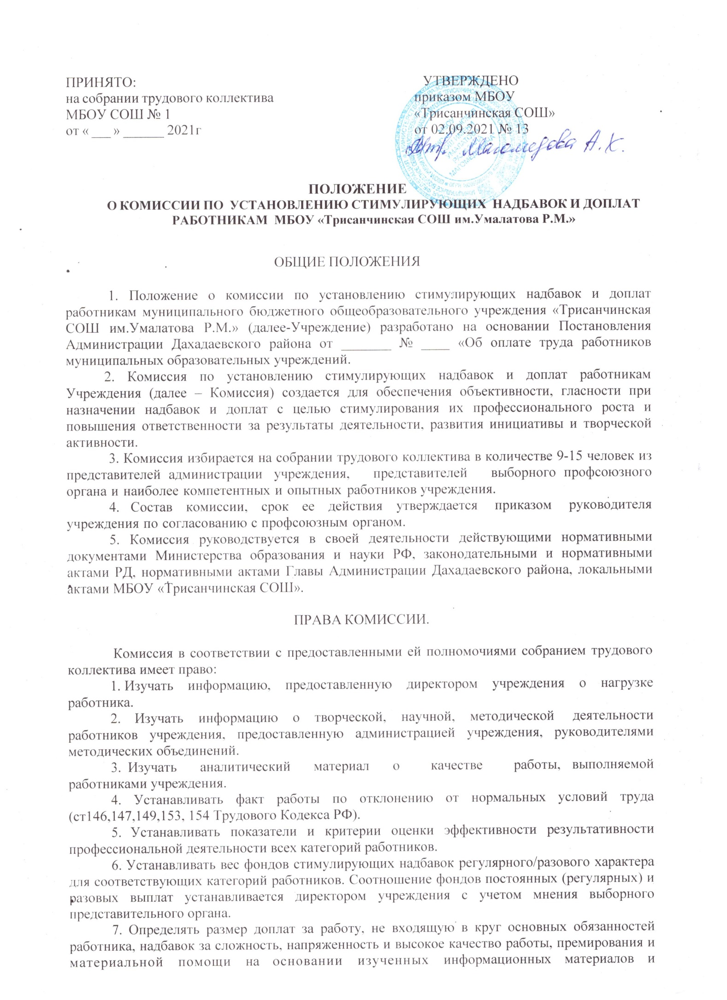 ПРИНЯТО:
на собрании трудового коллектива
МБОУ СОШ № 1
от « ___ » ______ 2021г
УТВЕРЖДЕНО
приказом МБОУ
«Трисанчинская СОШ»
от 02.09.2021 № 13
Магомедова А.Х.
ПОЛОЖЕНИЕ
О КОМИССИИ ПО УСТАНОВЛЕНИЮ СТИМУЛИРУЮЩИХ НАДБАВОК И ДОПЛАТ
РАБОТНИКАМ МБОУ «Трисанчинская СОШ им.Умалатова Р.М.»
ОБЩИЕ ПОЛОЖЕНИЯ
1. Положение о комиссии по установлению стимулирующих надбавок и доплат
работникам муниципального бюджетного общеобразовательного учреждения «Трисанчинская
СОШ им.Умалатова Р.М.» (далее-Учреждение) разработано на основании Постановления
Администрации Дахадаевского района от _______ № ____ «Об оплате труда работников
муниципальных образовательных учреждений.
2. Комиссия по установлению стимулирующих надбавок и доплат работникам
Учреждения (далее – Комиссия) создается для обеспечения объективности, гласности при
назначении надбавок и доплат с целью стимулирования их профессионального роста и
повышения ответственности за результаты деятельности, развития инициативы и творческой
активности.
3. Комиссия избирается на собрании трудового коллектива в количестве 9-15 человек из
представителей администрации учреждения, представителей выборного профсоюзного
органа и наиболее компетентных и опытных работников учреждения.
4. Состав комиссии, срок ее действия утверждается приказом руководителя
учреждения по согласованию с профсоюзным органом.
5. Комиссия руководствуется в своей деятельности действующими нормативными
документами Министерства образования и науки РФ, законодательными и нормативными
актами РД, нормативными актами Главы Администрации Дахадаевского района, локальными
актами МБОУ «Трисанчинская СОШ».
ПРАВА КОМИССИИ.
Комиссия в соответствии с предоставленными ей полномочиями собранием трудового
коллектива имеет право:
1. Изучать информацию, предоставленную директором учреждения о нагрузке
работника.
2. Изучать информацию о творческой, научной, методической деятельности
работников учреждения, предоставленную администрацией учреждения, руководителями
методических объединений.
3. Изучать аналитический материал о качестве работы, выполняемой
работниками учреждения.
4. Устанавливать факт работы по отклонению от нормальных условий труда
(ст146,147,149,153, 154 Трудового Кодекса РФ).
5. Устанавливать показатели и критерии оценки эффективности результативности
профессиональной деятельности всех категорий работников.
6. Устанавливать вес фондов стимулирующих надбавок регулярного/разового характера
для соответствующих категорий работников. Соотношение фондов постоянных (регулярных) и
разовых выплат устанавливается директором учреждения с учетом мнения выборного
представительного органа.
7. Определять размер доплат за работу, не входящую в круг основных обязанностей
работника, надбавок за сложность, напряженность и высокое качество работы, премирования и
материальной помощи на основании изученных информационных материалов и